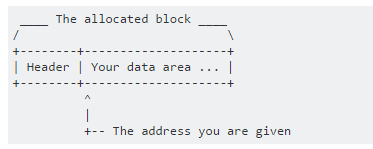 ____ The allocated block ____
/ \
+--------+--------------------+
| Header | Your data area ... |
+--------+--------------------+
^
|
+-- The address you are given